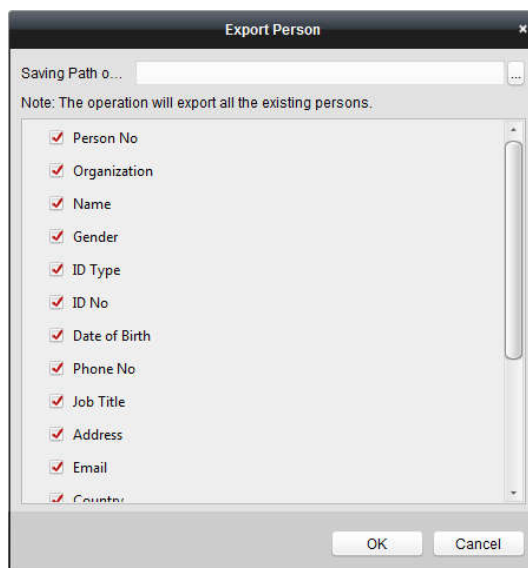 Export Person
Saving Path o... ...
Note: The operation will export all the existing persons.
Person No
Organization
Name
Gender
ID Type
ID No
Date of Birth
Phone No
Job Title
Address
Email
Country
OK Cancel